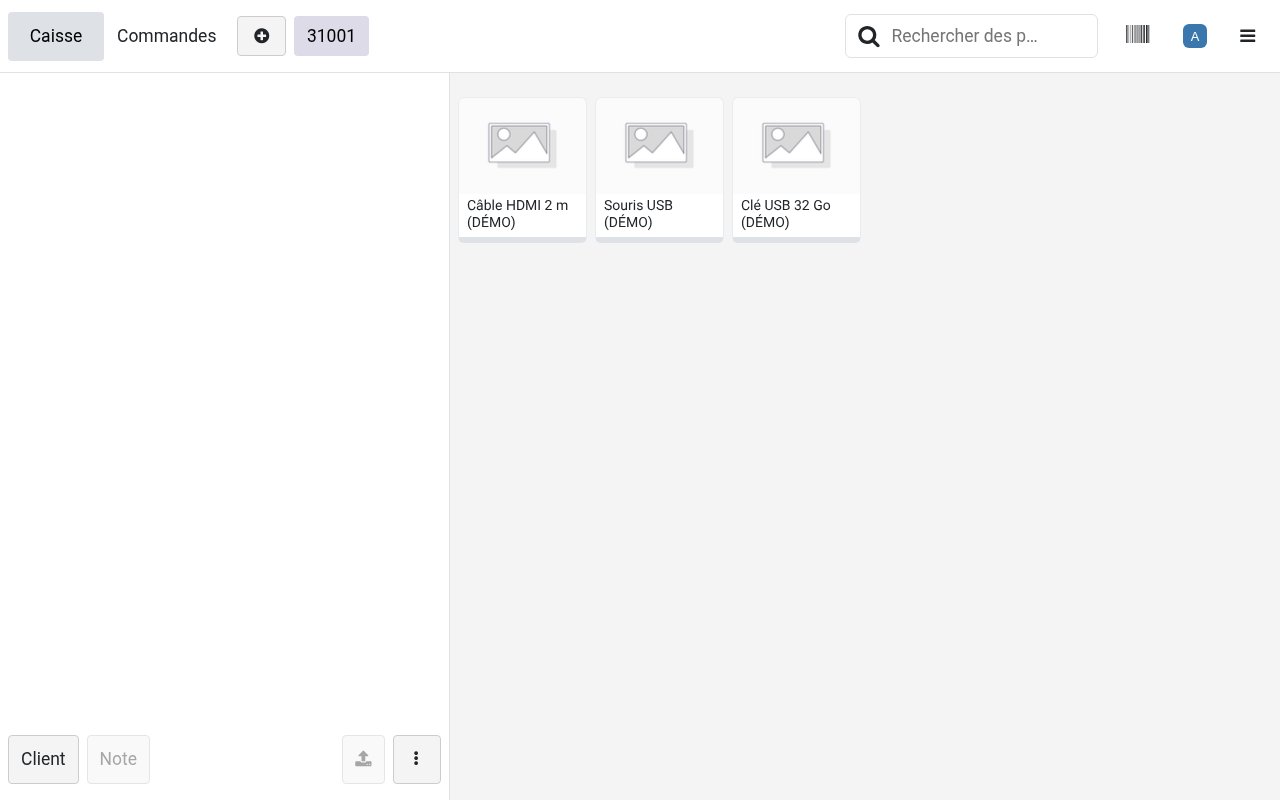 Caisse
Commandes
31001
Rechercher des p...
A
Câble HDMI 2 m
(DÉMO)
Souris USB
(DÉMO)
Clé USB 32 Go
(DÉMO)
Client
Note